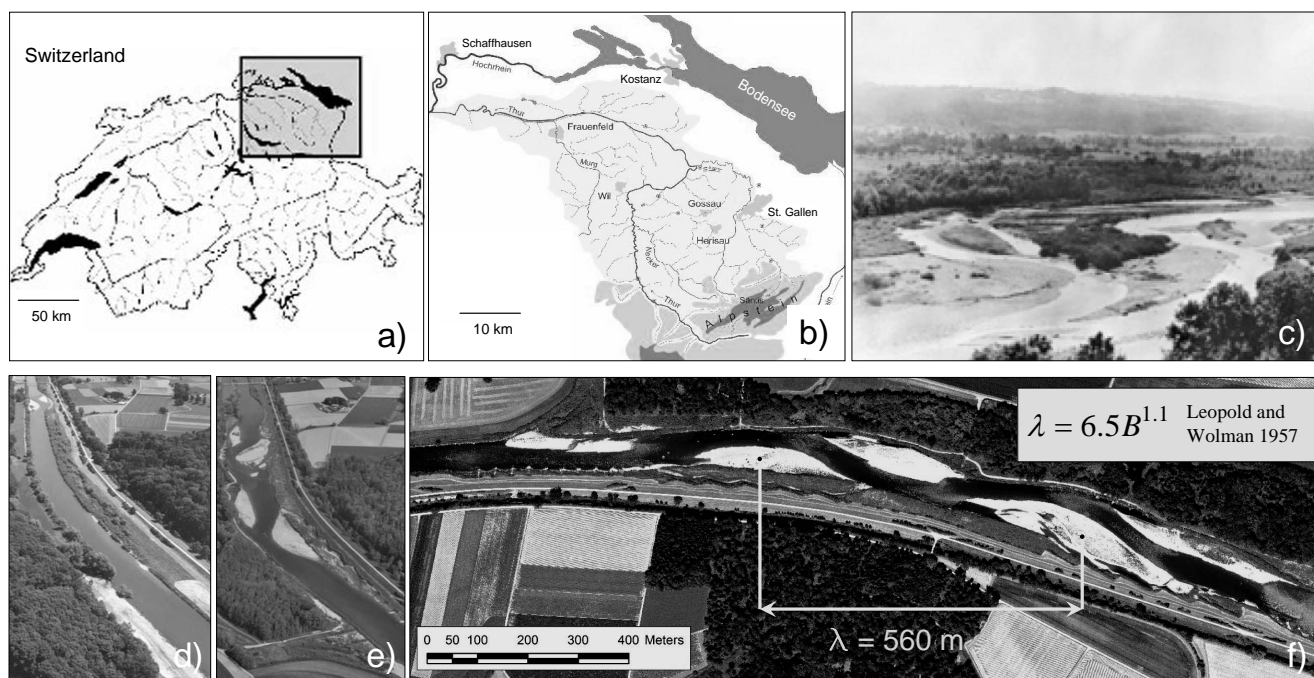 Switzerland
50 km
a)
Schaffhausen
Hochrhein
Kostanz
Bodensee
Thur
Frauenfeld
Murg
Wil
Gossau
St. Gallen
Herisau
Necker
Thur
Säntis
Alpstein
10 km
b)
c)
d)
e)
λ = 6.5B^1.1 Leopold and
Wolman 1957
0 50 100 200 300 400 Meters
λ = 560 m
f)